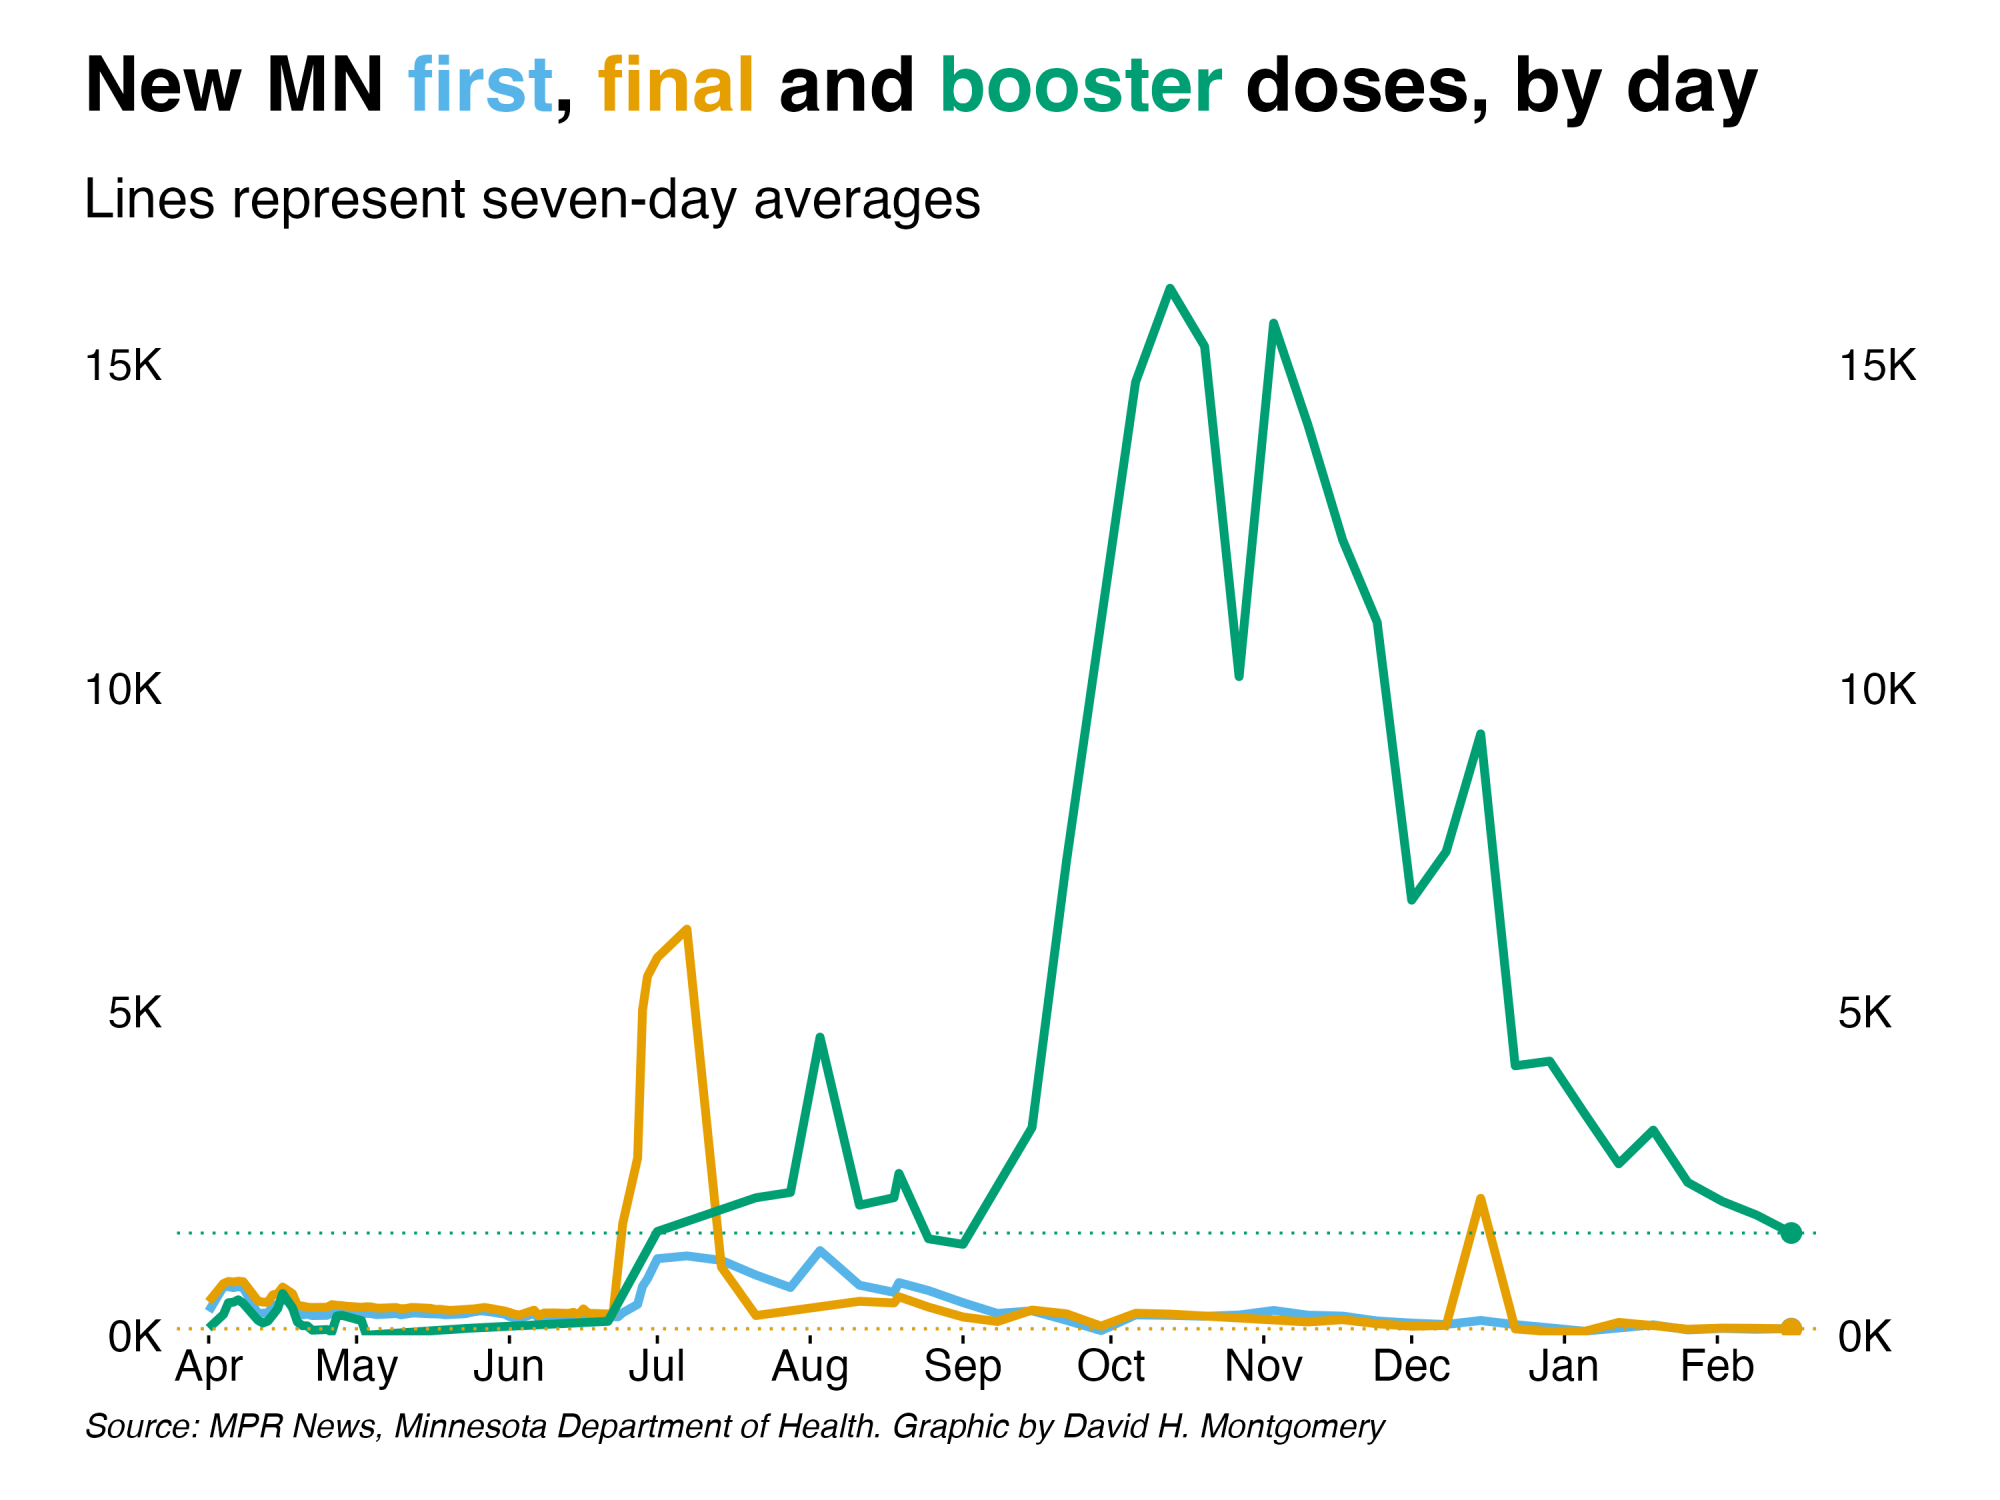 New MN first, final and booster doses, by day
Lines represent seven-day averages
15K 15K
10K 10K
5K 5K
0K 0K
Apr May Jun Jul Aug Sep Oct Nov Dec Jan Feb
Source: MPR News, Minnesota Department of Health. Graphic by David H. Montgomery